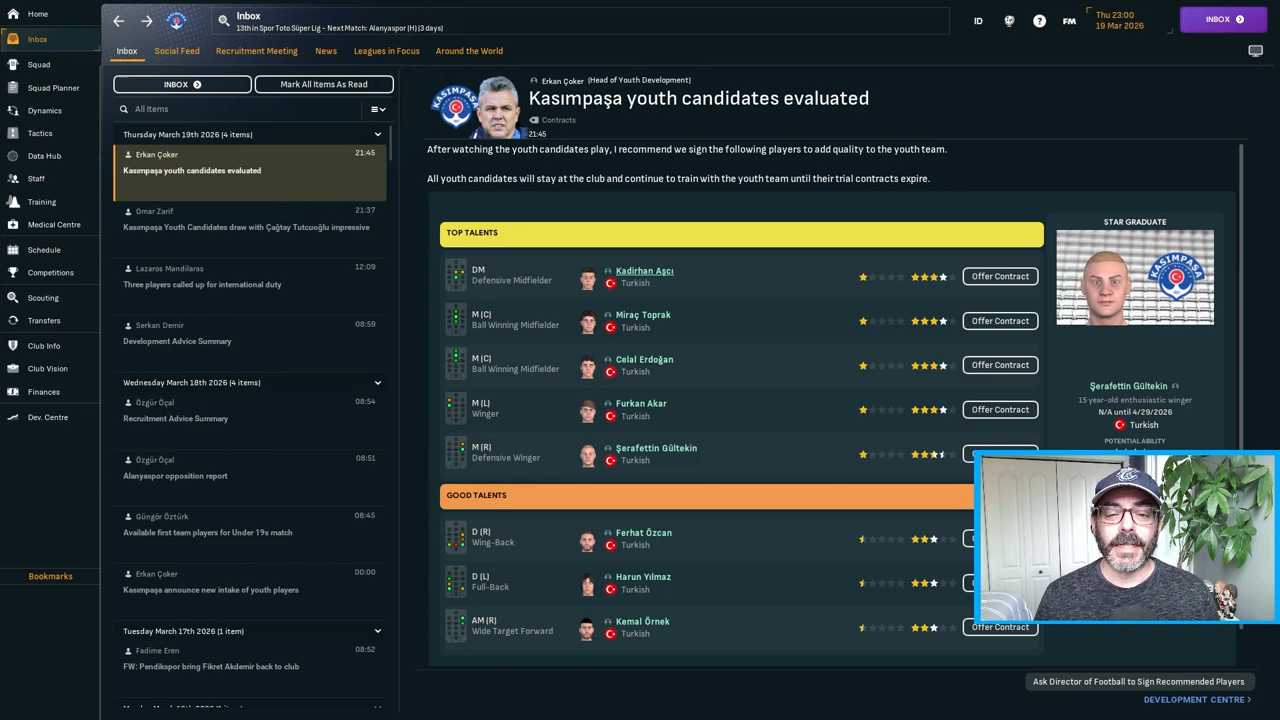 Home
Inbox
Squad
Squad Planner
Dynamics
Tactics
Data Hub
Staff
Training
Medical Centre
Schedule
Competitions
Scouting
Transfers
Club Info
Club Vision
Finances
Dev. Centre
Bookmarks
Inbox
13th in Spor Toto Süper Lig - Next Match: Alanyaspor (H) (3 days)
ID
FM
Thu 23:00
19 Mar 2026
INBOX
Inbox
Social Feed
Recruitment Meeting
News
Leagues in Focus
Around the World
INBOX
Mark All Items As Read
All Items
Thursday March 19th 2026 (4 items)
Erkan Çoker 21:45
Kasımpaşa youth candidates evaluated
Omar Zarif 21:37
Kasımpaşa Youth Candidates draw with Çağtay Tutcuoğlu impressive
Lazaros Mandilaras 12:09
Three players called up for international duty
Serkan Demir 08:59
Development Advice Summary
Wednesday March 18th 2026 (4 items)
Özgür Öçal 08:54
Recruitment Advice Summary
Özgür Öçal 08:51
Alanyaspor opposition report
Güngör Öztürk 08:45
Available first team players for Under 19s match
Erkan Çoker 00:00
Kasımpaşa announce new intake of youth players
Tuesday March 17th 2026 (1 item)
Fadime Eren 08:52
FW: Pendikspor bring Fikret Akdemir back to club
Erkan Çoker (Head of Youth Development)
Kasımpaşa youth candidates evaluated
Contracts
21:45
After watching the youth candidates play, I recommend we sign the following players to add quality to the youth team.
All youth candidates will stay at the club and continue to train with the youth team until their trial contracts expire.
TOP TALENTS
DM Kadirhan Aşcı
Defensive Midfielder Turkish Offer Contract
M (C) Miraç Toprak
Ball Winning Midfielder Turkish Offer Contract
M (C) Celal Erdoğan
Ball Winning Midfielder Turkish Offer Contract
M (L) Furkan Akar
Winger Turkish Offer Contract
M (R) Şerafettin Gültekin
Defensive Winger Turkish
GOOD TALENTS
D (R) Ferhat Özcan
Wing-Back Turkish
D (L) Harun Yılmaz
Full-Back Turkish
AM (R) Kemal Örnek
Wide Target Forward Turkish Offer Contract
STAR GRADUATE
KASIMPAŞA
Şerafettin Gültekin
15 year-old enthusiastic winger
N/A until 4/29/2026
Turkish
POTENTIAL ABILITY
Ask Director of Football to Sign Recommended Players
DEVELOPMENT CENTRE >